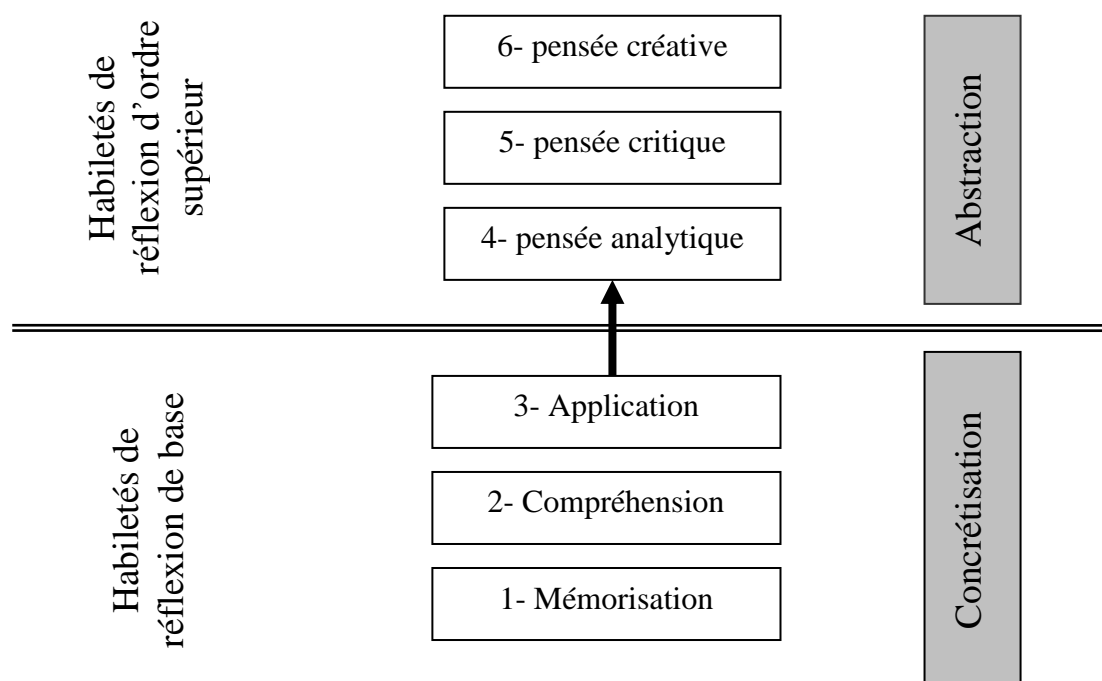 Habiletés de
réflexion d’ordre
supérieur
6- pensée créative
5- pensée critique
4- pensée analytique
Abstraction
Habiletés de
réflexion de base
3- Application
2- Compréhension
1- Mémorisation
Concrétisation